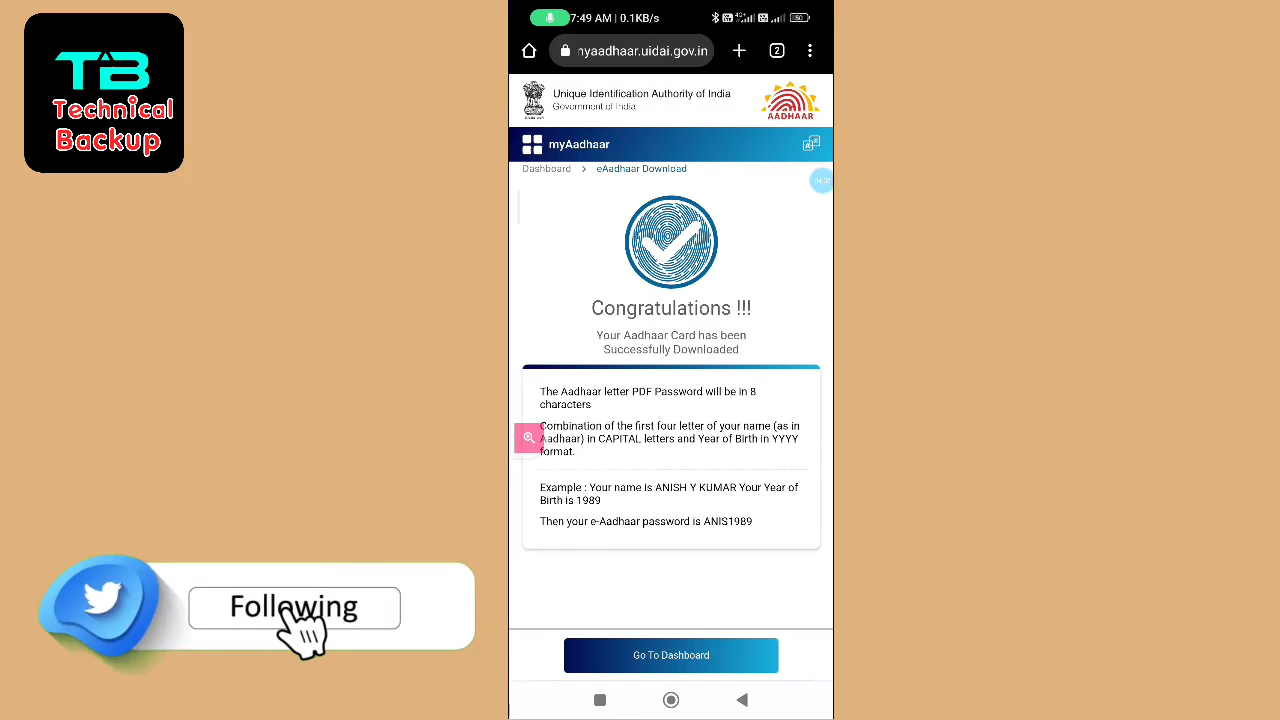 TB
Technical
Backup
7:49 AM | 0.1KB/s
nyaadhaar.uidai.gov.in
2
Unique Identification Authority of India
Government of India
AADHAAR
myAadhaar
Dashboard > eAadhaar Download
04:07
Congratulations !!!
Your Aadhaar Card has been
Successfully Downloaded
The Aadhaar letter PDF Password will be in 8
characters
Combination of the first four letter of your name (as in
Aadhaar) in CAPITAL letters and Year of Birth in YYYY
format.
Example : Your name is ANISH Y KUMAR Your Year of
Birth is 1989
Then your e-Aadhaar password is ANIS1989
Following
Go To Dashboard